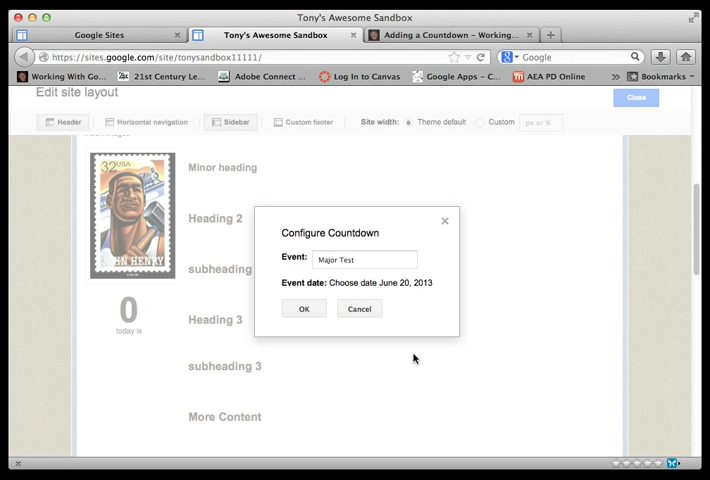 Tony's Awesome Sandbox
Google Sites
Tony's Awesome Sandbox
Adding a Countdown - Working...
https://sites.google.com/site/tonysandbox11111/
Google
Working With Go...
21st Century Le...
Adobe Connect ...
Log In to Canvas
Google Apps - C...
AEA PD Online
Bookmarks
Edit site layout
Close
Header
Horizontal navigation
Sidebar
Custom footer
Site width:
Theme default
Custom
px or %
32USA
JOHN HENRY
0
today is
Minor heading
Heading 2
subheading
Heading 3
subheading 3
More Content
Configure Countdown
Event: Major Test
Event date: Choose date June 20, 2013
OK
Cancel